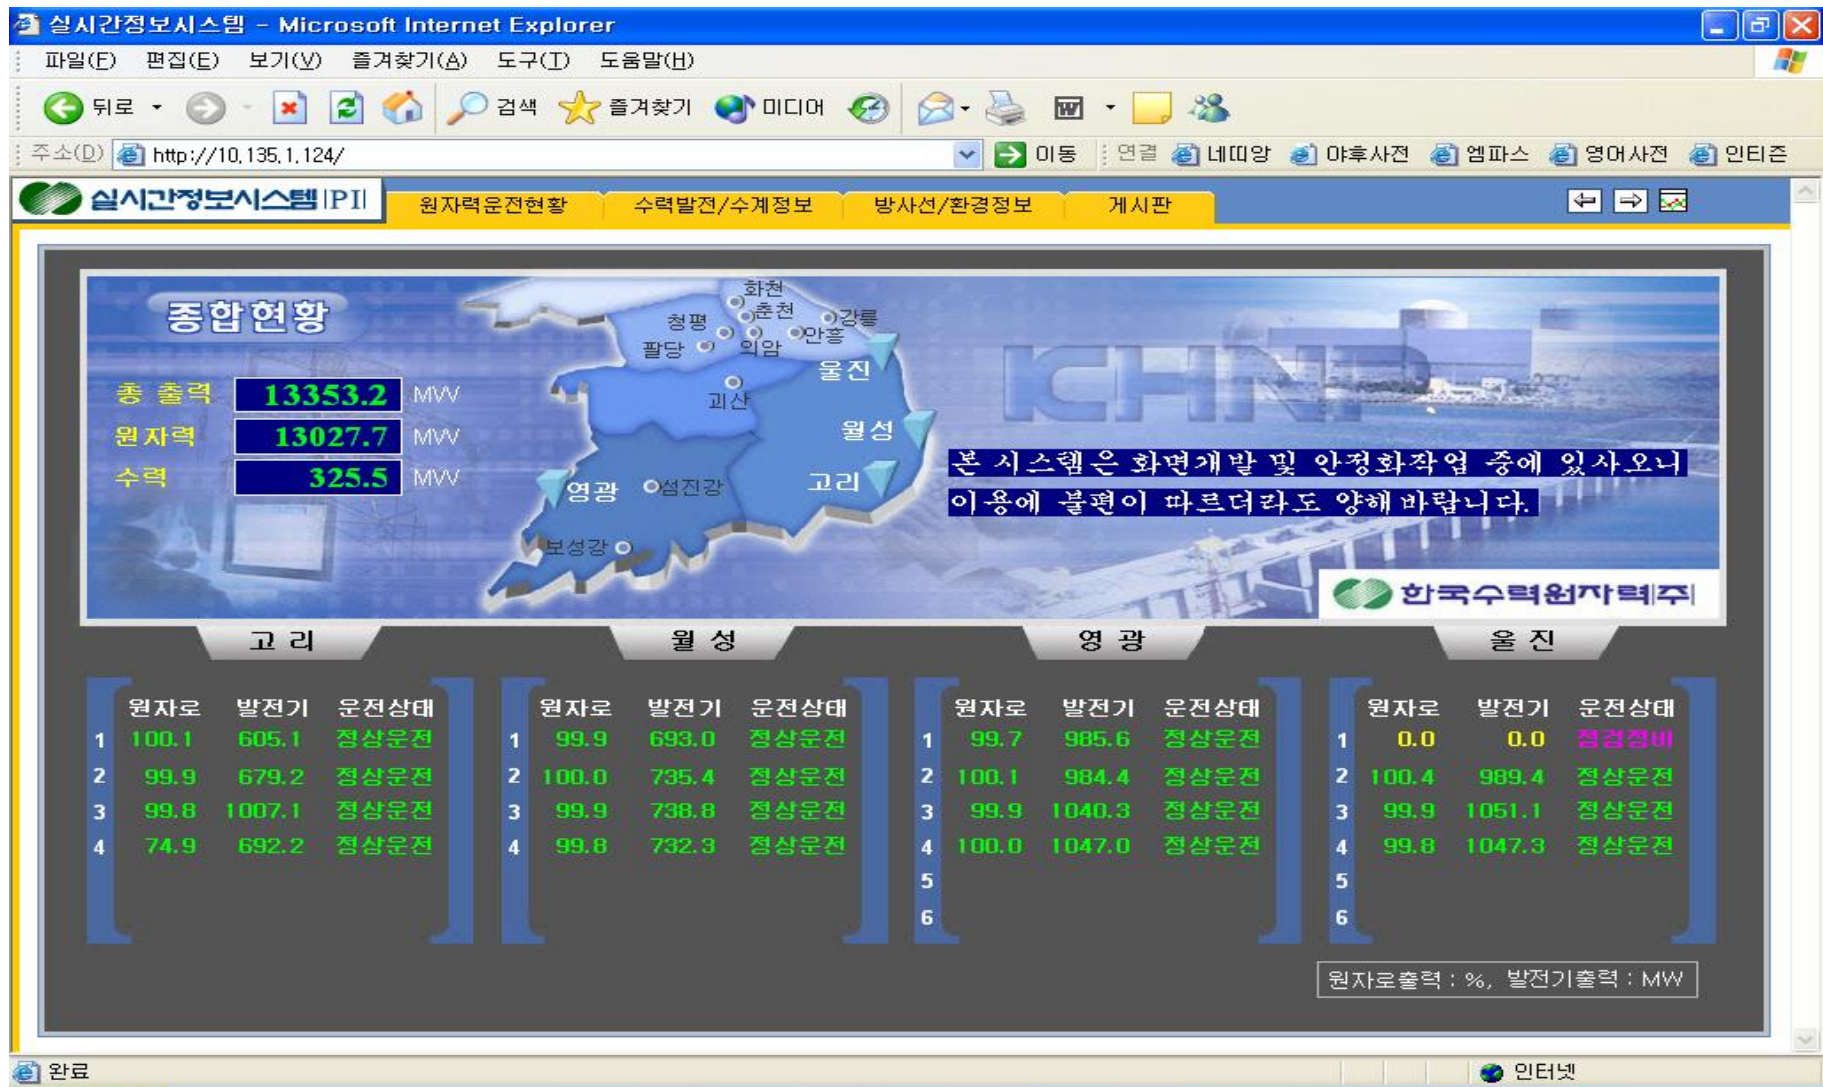 실시간정보시스템 - Microsoft Internet Explorer
파일(F) 편집(E) 보기(V) 즐겨찾기(A) 도구(T) 도움말(H)
뒤로 검색 즐겨찾기 미디어
주소(D) http://10.135.1.124/ 이동 연결 네띠앙 야후사전 엠파스 영어사전 인티즌
실시간정보시스템|PI| 원자력운전현황 수력발전/수계정보 방사선/환경정보 게시판
종합현황
총 출력 13353.2 MW
원자력 13027.7 MW
수력 325.5 MW
화천
춘천
청평
강릉
팔당
의암
안흥
울진
괴산
월성
고리
영광
섬진강
보성강
KHNP
본 시스템은 화면개발 및 안정화작업 중에 있사오니
이용에 불편이 따르더라도 양해바랍니다.
한국수력원자력|주|
고 리 월 성 영 광 울 진
원자로 발전기 운전상태 원자로 발전기 운전상태 원자로 발전기 운전상태 원자로 발전기 운전상태
1 100.1 605.1 정상운전 1 99.9 693.0 정상운전 1 99.7 985.6 정상운전 1 0.0 0.0 점검정비
2 99.9 679.2 정상운전 2 100.0 735.4 정상운전 2 100.1 984.4 정상운전 2 100.4 989.4 정상운전
3 99.8 1007.1 정상운전 3 99.9 738.8 정상운전 3 99.9 1040.3 정상운전 3 99.9 1051.1 정상운전
4 74.9 692.2 정상운전 4 99.8 732.3 정상운전 4 100.0 1047.0 정상운전 4 99.8 1047.3 정상운전
5 5
6 6
원자로출력 : %, 발전기출력 : MW
완료 인터넷